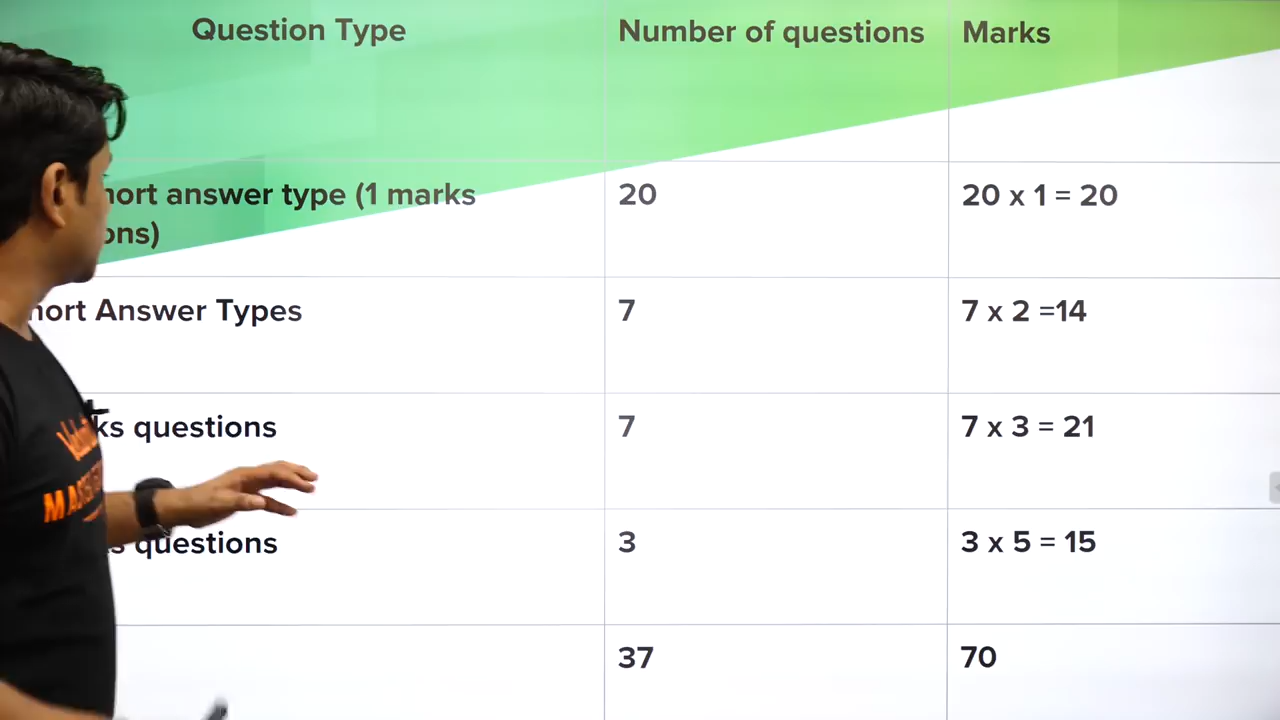 Question Type Number of questions Marks
hort answer type (1 marks 20 20 x 1 = 20
ons)
hort Answer Types 7 7 x 2 =14
ks questions 7 7 x 3 = 21
s questions 3 3 x 5 = 15
37 70